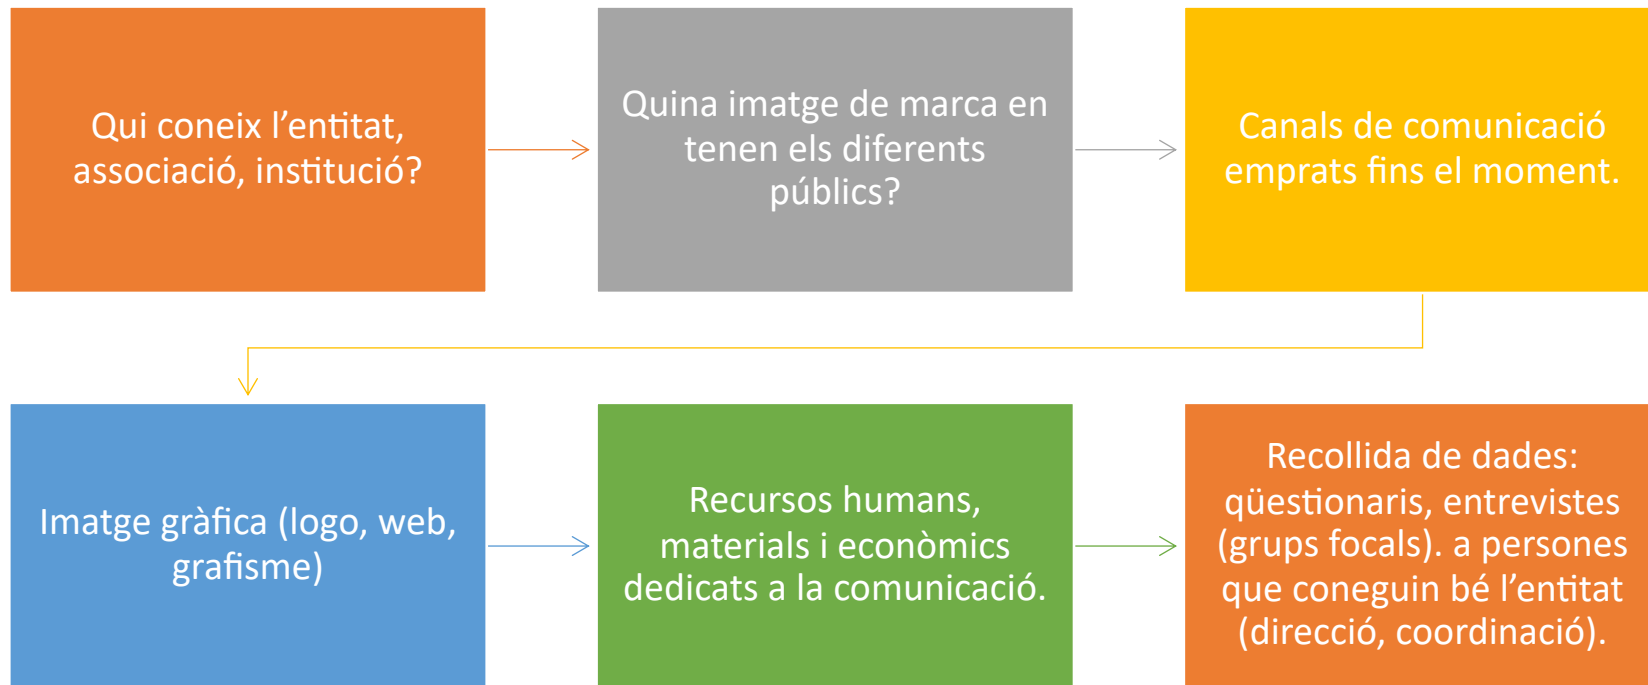 Qui coneix l’entitat,
associació, institució?
Quina imatge de marca en
tenen els diferents
públics?
Canals de comunicació
emprats fins el moment.
Imatge gràfica (logo, web,
grafisme)
Recursos humans,
materials i econòmics
dedicats a la comunicació.
Recollida de dades:
qüestionaris, entrevistes
(grups focals). a persones
que coneguin bé l’entitat
(direcció, coordinació).